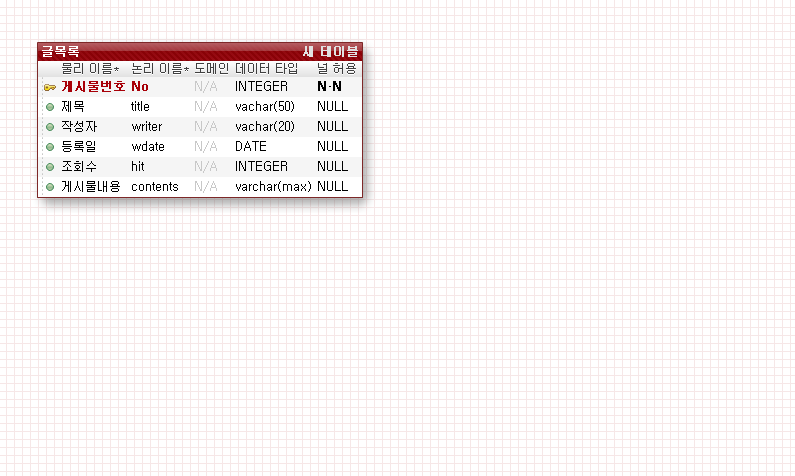 글목록 새 테이블
물리 이름* 논리 이름* 도메인 데이터 타입 널 허용
게시물번호 No N/A INTEGER N·N
제목 title N/A vachar(50) NULL
작성자 writer N/A vachar(20) NULL
등록일 wdate N/A DATE NULL
조회수 hit N/A INTEGER NULL
게시물내용 contents N/A varchar(max) NULL